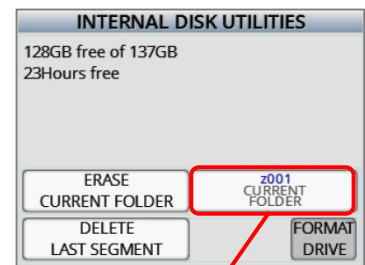 INTERNAL DISK UTILITIES
128GB free of 137GB
23Hours free
ERASE
CURRENT FOLDER
z001
CURRENT
FOLDER
DELETE
LAST SEGMENT
FORMAT
DRIVE